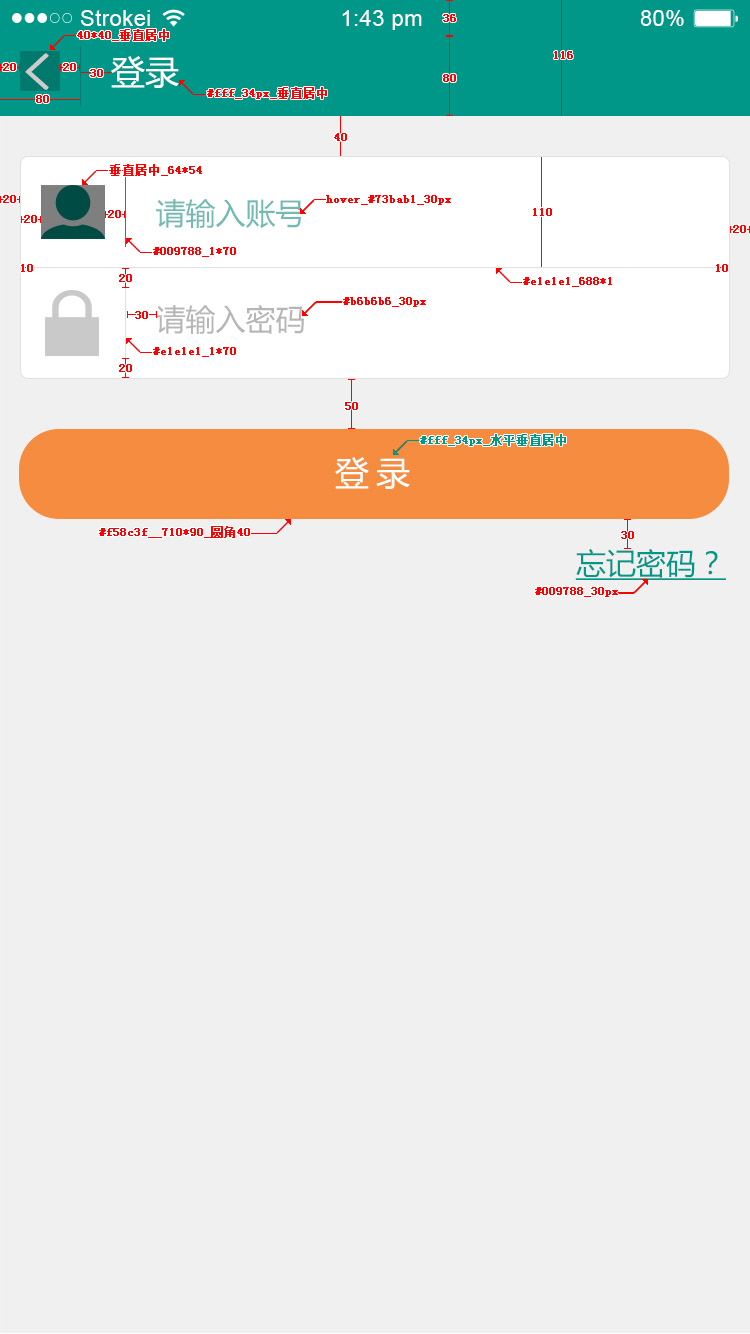 Strokei 1:43 pm 80%
36
40*40_垂直居中
116
20 20 30 登录
80
#fff_34px_垂直居中
80
40
垂直居中_64*54
20 20 20 请输入账号 hover_#73bab1_30px
110
20
#009788_1*70
10 10
20 #e1e1e1_688*1
30 请输入密码 #b6b6b6_30px
#e1e1e1_1*70
20
50
#fff_34px_水平垂直居中
登录
#f58c3f__710*90_圆角40
30
忘记密码？
#009788_30px